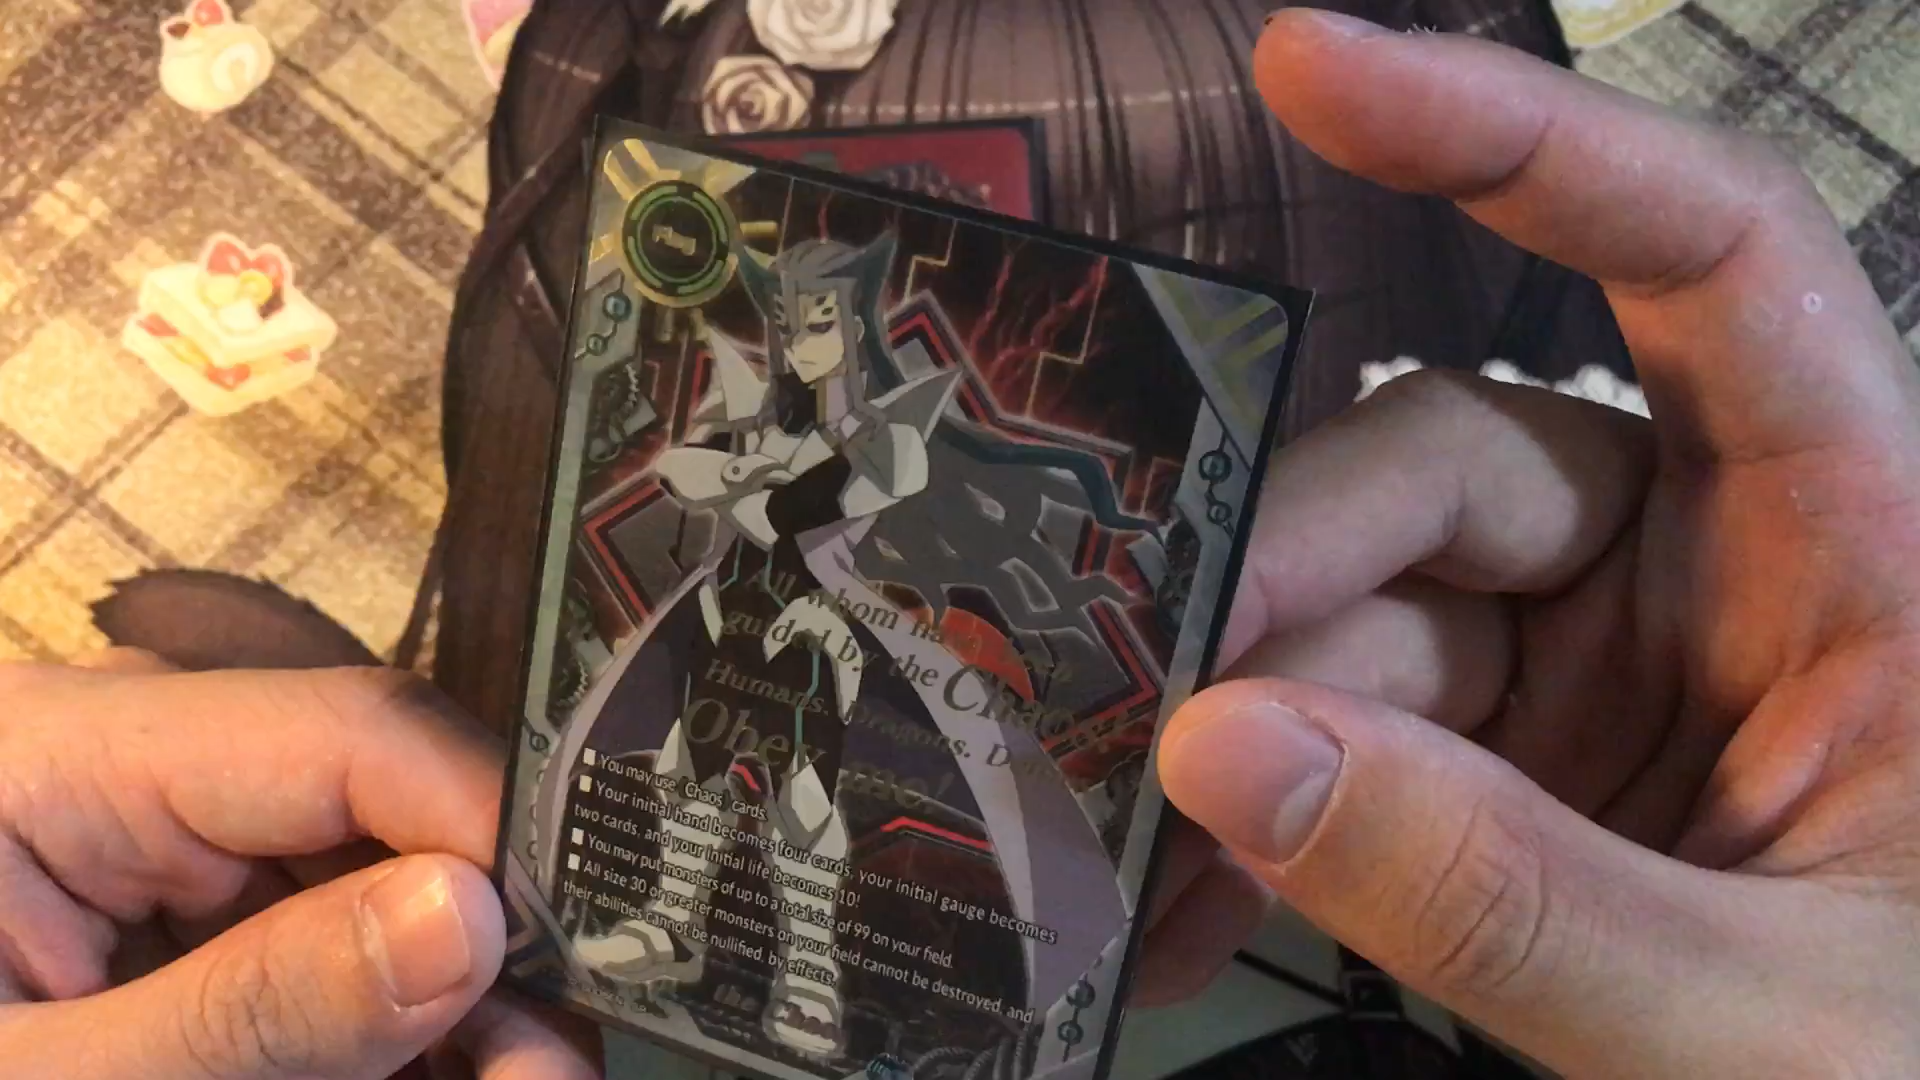 All whom have
guided by the Chaos
Humans, Dragons, D
Obey me!
You may use "Chaos" cards.
Your initial hand becomes four cards, your initial gauge becomes
two cards, and your initial life becomes 10!
You may put monsters of up to a total size of 99 on your field.
All size 30 or greater monsters on your field cannot be destroyed, and
their abilities cannot be nullified, by effects.
the Chaos